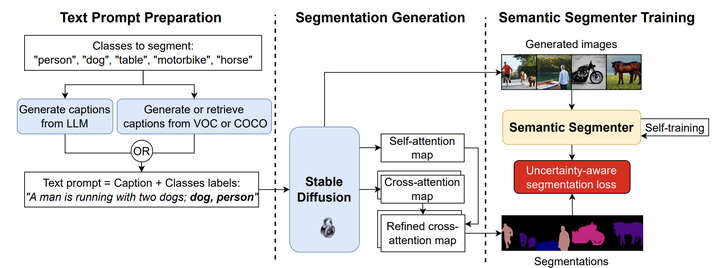 Text Prompt Preparation
Classes to segment:
"person", "dog", "table", "motorbike", "horse"
Generate captions
from LLM
Generate or retrieve
captions from VOC or COCO
OR
Text prompt = Caption + Classes labels:
"A man is running with two dogs; dog, person"
Segmentation Generation
Stable
Diffusion
Self-attention
map
Cross-attention
map
Refined cross-
attention map
Semantic Segmenter Training
Generated images
Semantic Segmenter
Self-training
Uncertainty-aware
segmentation loss
Segmentations